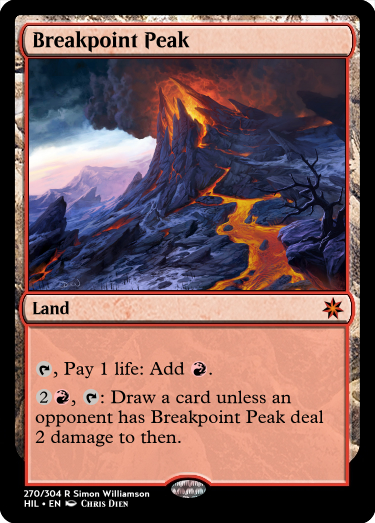 Breakpoint Peak
Land
, Pay 1 life: Add .
2 , : Draw a card unless an
opponent has Breakpoint Peak deal
2 damage to then.
270/304 R Simon Williamson
HIL • EN Chris Dien